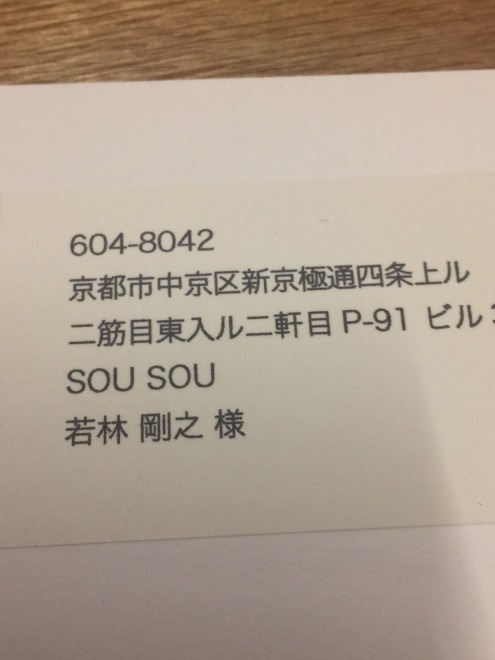 604-8042
京都市中京区新京極通四条上ル
二筋目東入ル二軒目 P-91 ビル 3
SOU SOU
若林 剛之 様